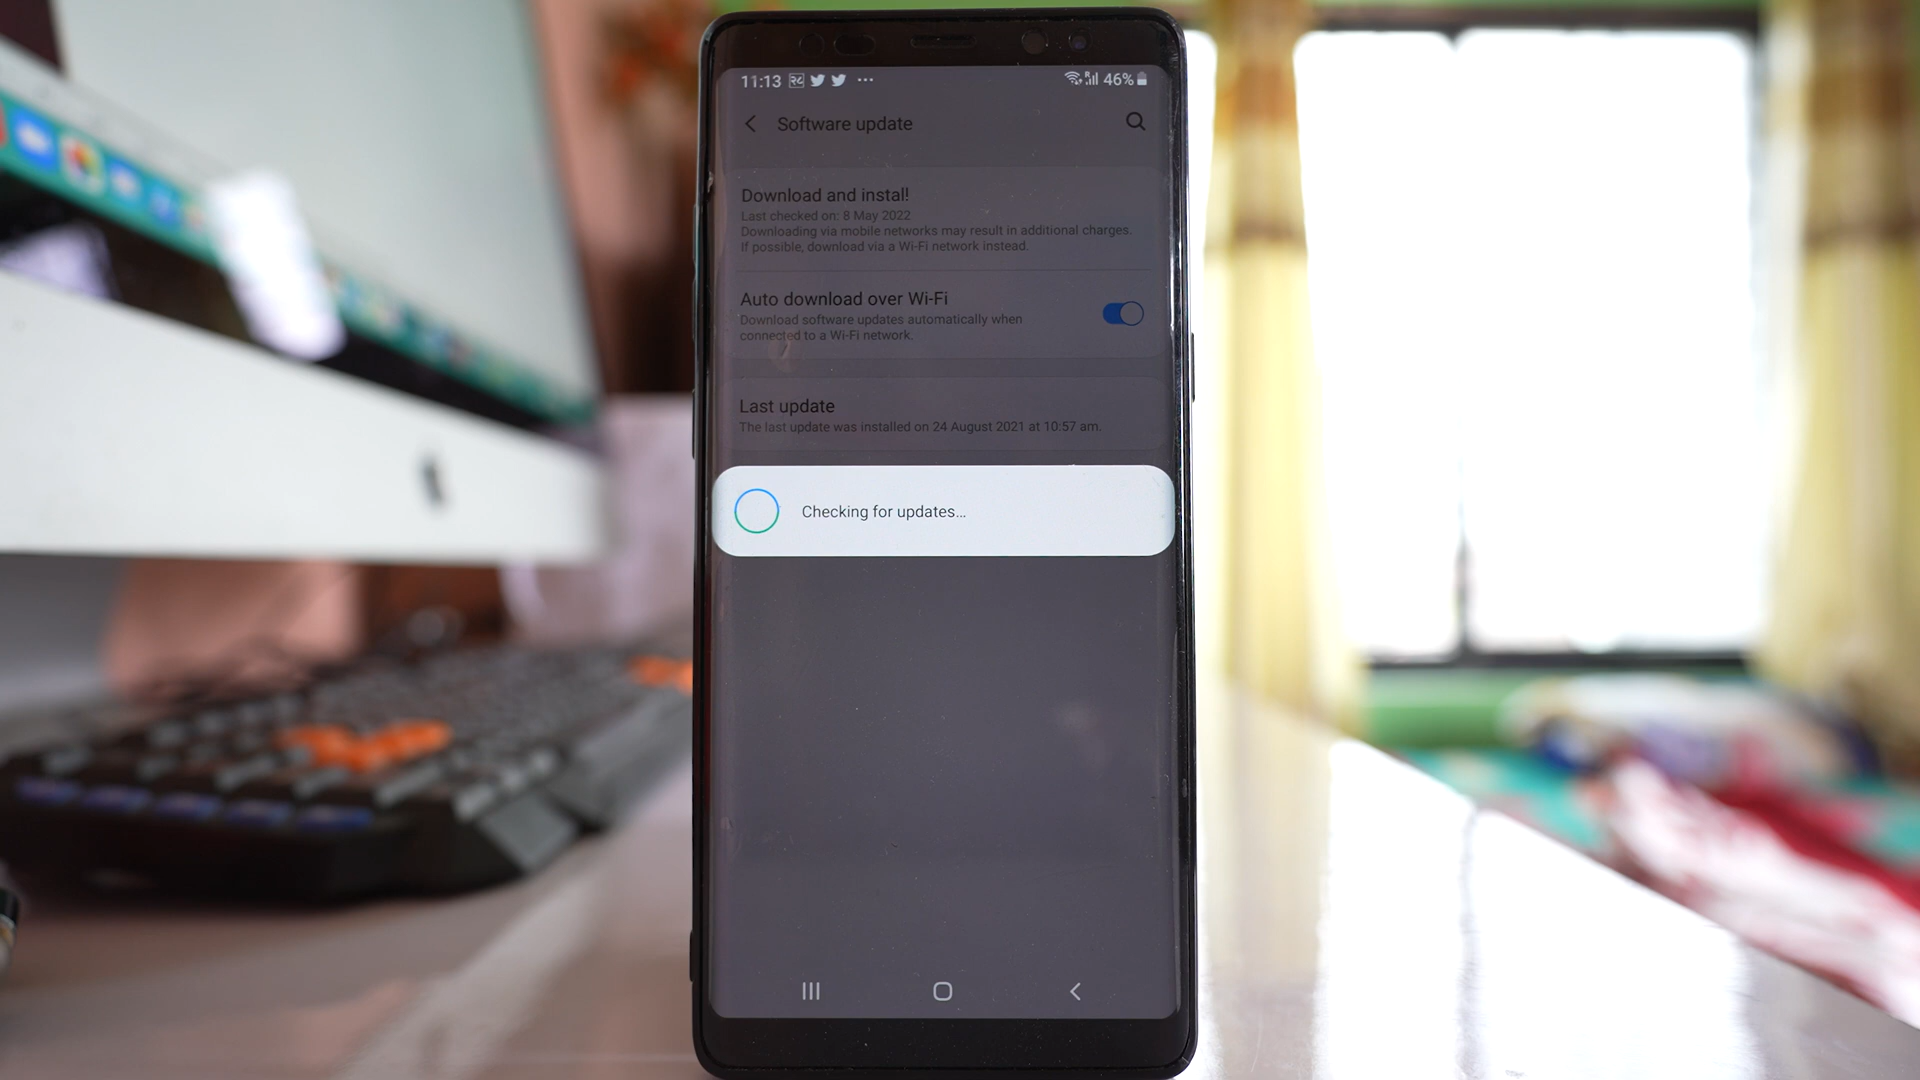 11:13 46%
Software update
Download and install
Last checked on: 8 May 2022
Downloading via mobile networks may result in additional charges.
If possible, download via a Wi-Fi network instead.
Auto download over Wi-Fi
Download software updates automatically when
connected to a Wi-Fi network.
Last update
The last update was installed on 24 August 2021 at 10:57 am.
Checking for updates...